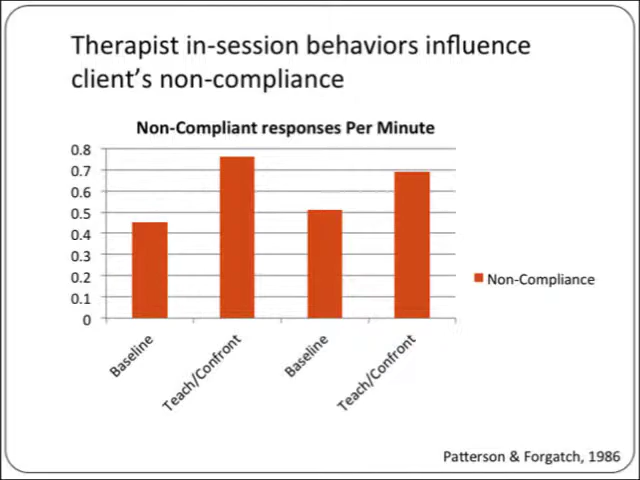 Therapist in-session behaviors influence
client's non-compliance
Non-Compliant responses Per Minute
0.8
0.7
0.6
0.5
0.4
0.3
0.2
0.1
0
Baseline
Teach/Confront
Baseline
Teach/Confront
Non-Compliance
Patterson & Forgatch, 1986